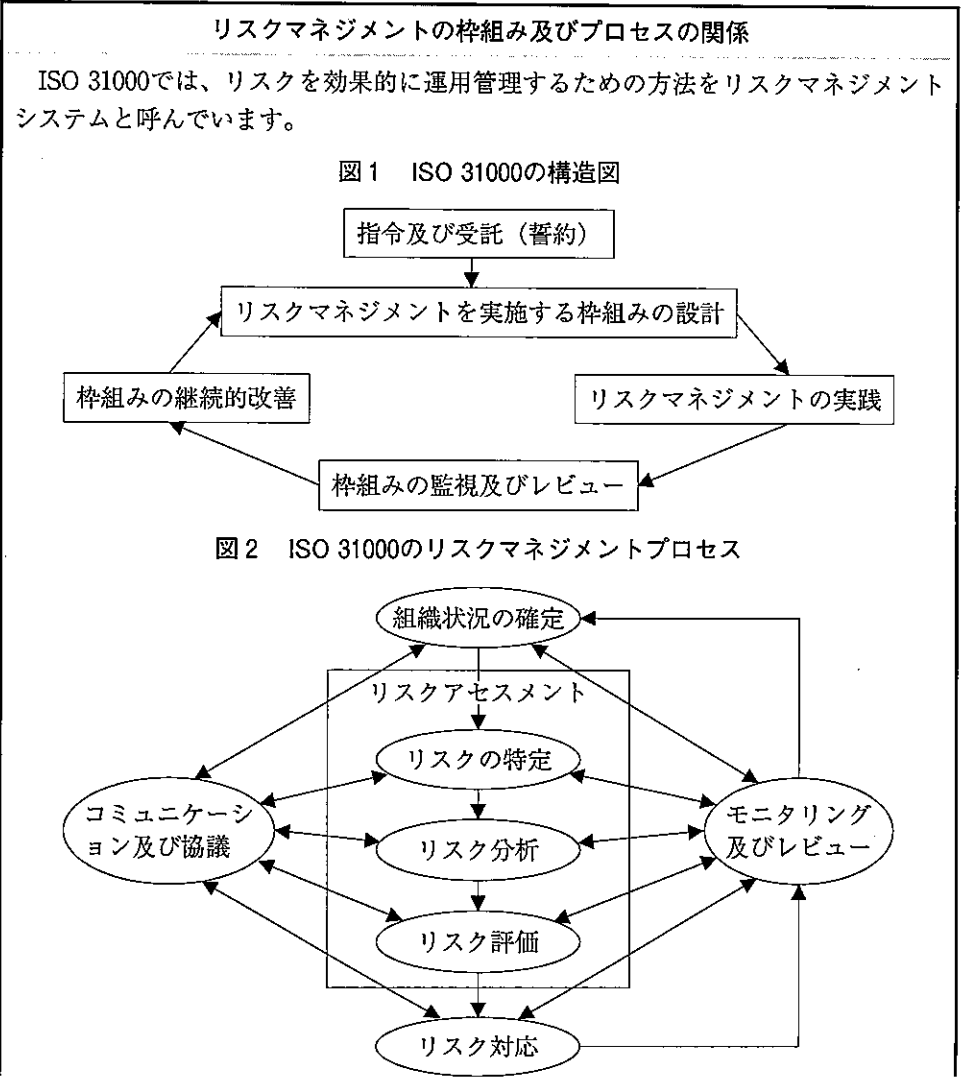 リスクマネジメントの枠組み及びプロセスの関係
ISO 31000では、リスクを効果的に運用管理するための方法をリスクマネジメント
システムと呼んでいます。
図1 ISO 31000の構造図
指令及び受託(誓約)
リスクマネジメントを実施する枠組みの設計
枠組みの継続的改善
リスクマネジメントの実践
枠組みの監視及びレビュー
図2 ISO 31000のリスクマネジメントプロセス
組織状況の確定
リスクアセスメント
リスクの特定
コミュニケーシ
ョン及び協議
モニタリング
及びレビュー
リスク分析
リスク評価
リスク対応